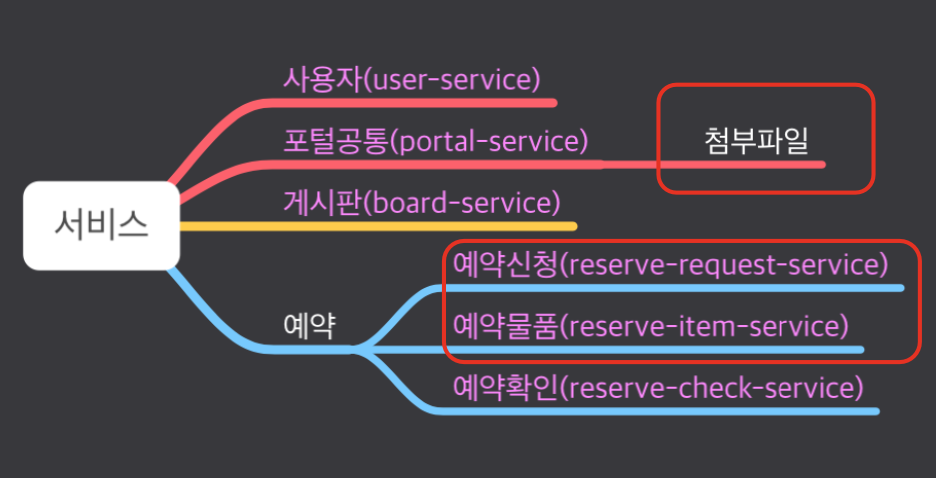 사용자(user-service)
포털공통(portal-service)
첨부파일
게시판(board-service)
서비스
예약신청(reserve-request-service)
예약
예약물품(reserve-item-service)
예약확인(reserve-check-service)